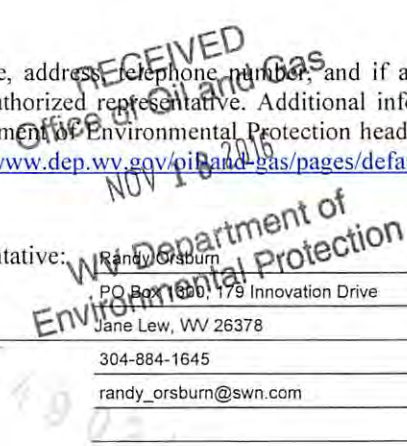 e, address, telephone number, and if a
uthorized representative. Additional info
ment of Environmental Protection head
www.dep.wv.gov/oil-and-gas/pages/defa
RECEIVED
Office of Oil and Gas
NOV 18 2016
WV Department of
Environmental Protection
tative: Randy Orsburn
PO Box 1300, 179 Innovation Drive
Jane Lew, WV 26378
304-884-1645
randy_orsburn@swn.com